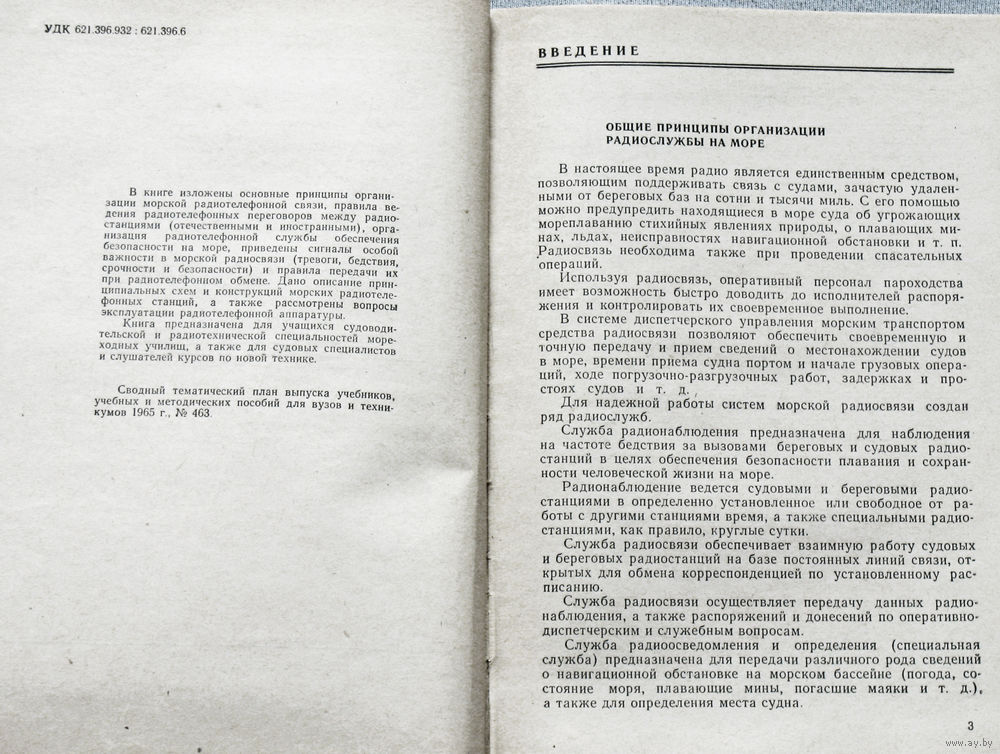 УДК 621.396.932 : 621.396.6
В книге изложены основные принципы органи-
зации морской радиотелефонной связи, правила ве-
дения радиотелефонных переговоров между радио-
станциями (отечественными и иностранными), орга-
низация радиотелефонной службы обеспечения
безопасности на море, приведены сигналы особой
важности в морской радиосвязи (тревоги, бедствия,
срочности и безопасности) и правила передачи их
при радиотелефонном обмене. Дано описание прин-
ципиальных схем и конструкций морских радиотеле-
фонных станций, а также рассмотрены вопросы
эксплуатации радиотелефонной аппаратуры.
Книга предназначена для учащихся судоводи-
тельской и радиотехнической специальностей море-
ходных училищ, а также для судовых специалистов
и слушателей курсов по новой технике.
Сводный тематический план выпуска учебников,
учебных и методических пособий для вузов и техни-
кумов 1965 г., № 463.
ВВЕДЕНИЕ
ОБЩИЕ ПРИНЦИПЫ ОРГАНИЗАЦИИ
РАДИОСЛУЖБЫ НА МОРЕ
В настоящее время радио является единственным средством,
позволяющим поддерживать связь с судами, зачастую удален-
ными от береговых баз на сотни и тысячи миль. С его помощью
можно предупредить находящиеся в море суда об угрожающих
мореплаванию стихийных явлениях природы, о плавающих ми-
нах, льдах, неисправностях навигационной обстановки и т. п.
Радиосвязь необходима также при проведении спасательных
операций.
Используя радиосвязь, оперативный персонал пароходства
имеет возможность быстро доводить до исполнителей распоря-
жения и контролировать их своевременное выполнение.
В системе диспетчерского управления морским транспортом
средства радиосвязи позволяют обеспечить своевременную и
точную передачу и прием сведений о местонахождении судов
в море, времени приема судна портом и начале грузовых опера-
ций, ходе погрузочно-разгрузочных работ, задержках и про-
стоях судов и т. д.
Для надежной работы систем морской радиосвязи создан
ряд радиослужб.
Служба радионаблюдения предназначена для наблюдения
на частоте бедствия за вызовами береговых и судовых радио-
станций в целях обеспечения безопасности плавания и сохран-
ности человеческой жизни на море.
Радионаблюдение ведется судовыми и береговыми радио-
станциями в определенно установленное или свободное от ра-
боты с другими станциями время, а также специальными радио-
станциями, как правило, круглые сутки.
Служба радиосвязи обеспечивает взаимную работу судовых
и береговых радиостанций на базе постоянных линий связи, от-
крытых для обмена корреспонденцией по установленному рас-
писанию.
Служба радиосвязи осуществляет передачу данных радио-
наблюдения, а также распоряжений и донесений по оперативно-
диспетчерским и служебным вопросам.
Служба радиоосведомления и определения (специальная
служба) предназначена для передачи различного рода сведений
о навигационной обстановке на морском бассейне (погода, со-
стояние моря, плавающие мины, погасшие маяки и т. д.),
а также для определения места судна.
3
www.ay.by